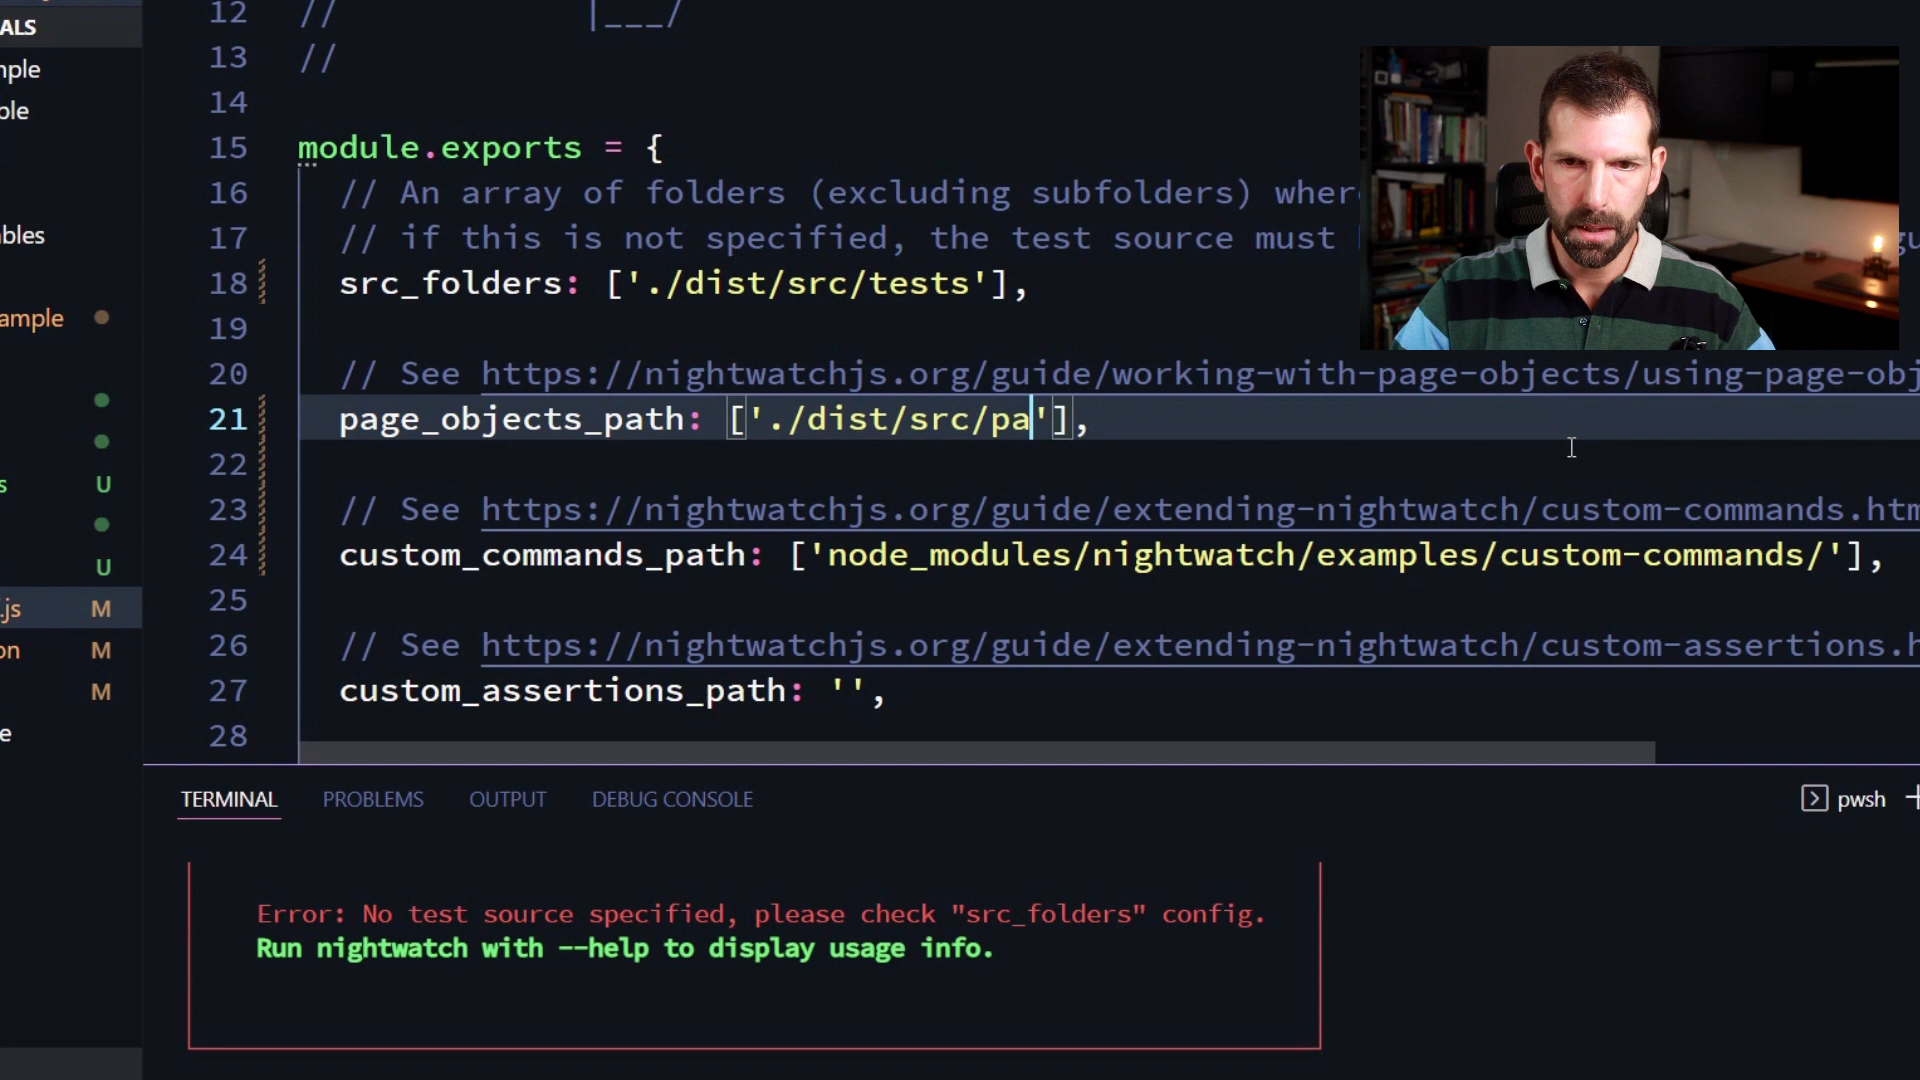 ALS
mple
ple
bles
ample
s U
U
.js M
on M
M
e
12 // |___/
13 //
14
15 module.exports = {
16 // An array of folders (excluding subfolders) wher
17 // if this is not specified, the test source must
18 src_folders: ['./dist/src/tests'],
19
20 // See https://nightwatchjs.org/guide/working-with-page-objects/using-page-obj
21 page_objects_path: ['./dist/src/pa'],
22
23 // See https://nightwatchjs.org/guide/extending-nightwatch/custom-commands.htm
24 custom_commands_path: ['node_modules/nightwatch/examples/custom-commands/'],
25
26 // See https://nightwatchjs.org/guide/extending-nightwatch/custom-assertions.h
27 custom_assertions_path: '',
28
TERMINAL PROBLEMS OUTPUT DEBUG CONSOLE pwsh
Error: No test source specified, please check "src_folders" config.
Run nightwatch with --help to display usage info.